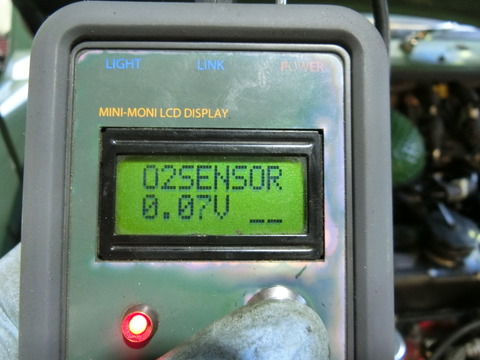 LIGHT LINK POWER
MINI-MONI LCD DISPLAY
O2SENSOR
0.07V __